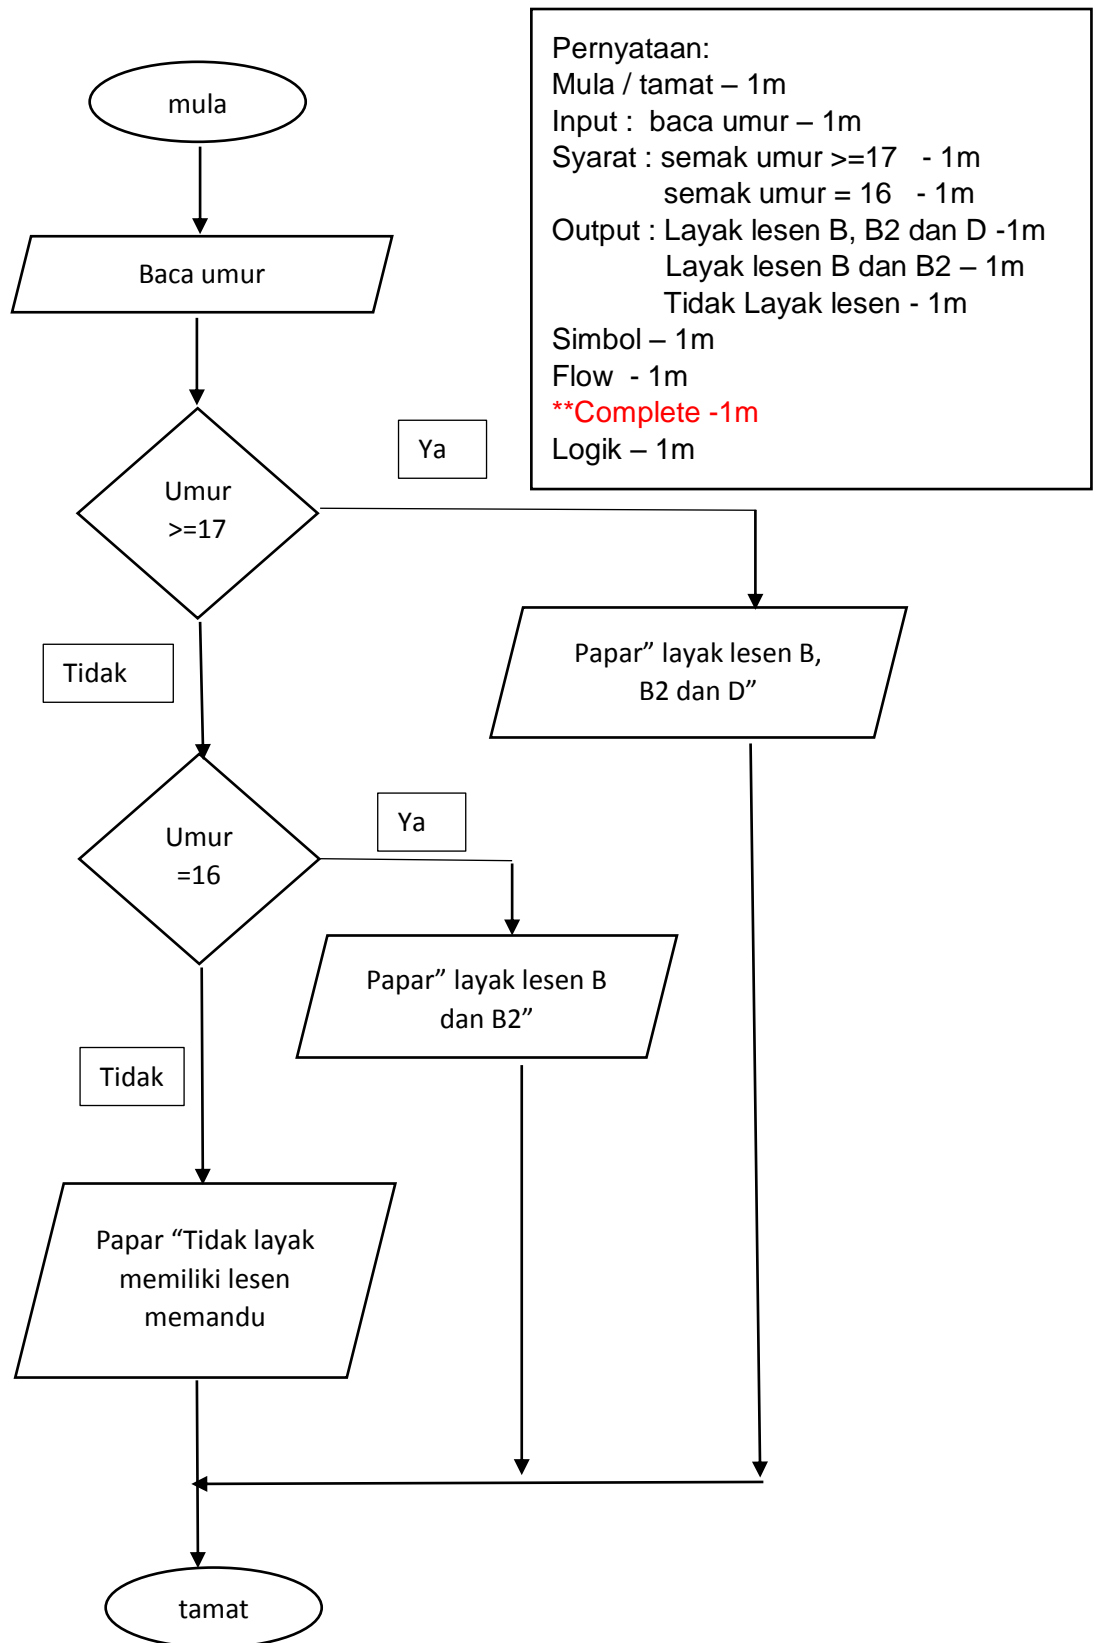 Pernyataan:
Mula / tamat – 1m
Input :  baca umur – 1m
Syarat : semak umur >=17   - 1m
semak umur = 16   - 1m
Output : Layak lesen B, B2 dan D -1m
Layak lesen B dan B2 – 1m
Tidak Layak lesen - 1m
Simbol – 1m
Flow  - 1m
**Complete -1m
Logik – 1m
mula
Baca umur
Umur
>=17
Ya
Papar” layak lesen B,
B2 dan D”
Tidak
Umur
=16
Ya
Papar” layak lesen B
dan B2”
Tidak
Papar “Tidak layak
memiliki lesen
memandu
tamat